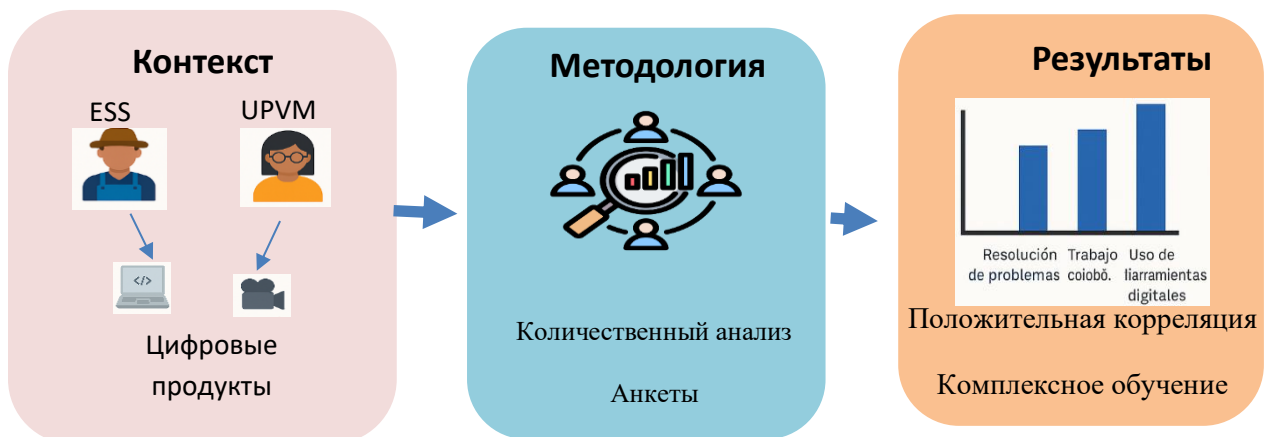 Контекст
ESS UPVM
</>
Цифровые
продукты
Методология
Количественный анализ
Анкеты
Результаты
Resolución
de problemas
Trabajo
coiobō.
Uso de
liarramientas
digitales
Положительная корреляция
Комплексное обучение